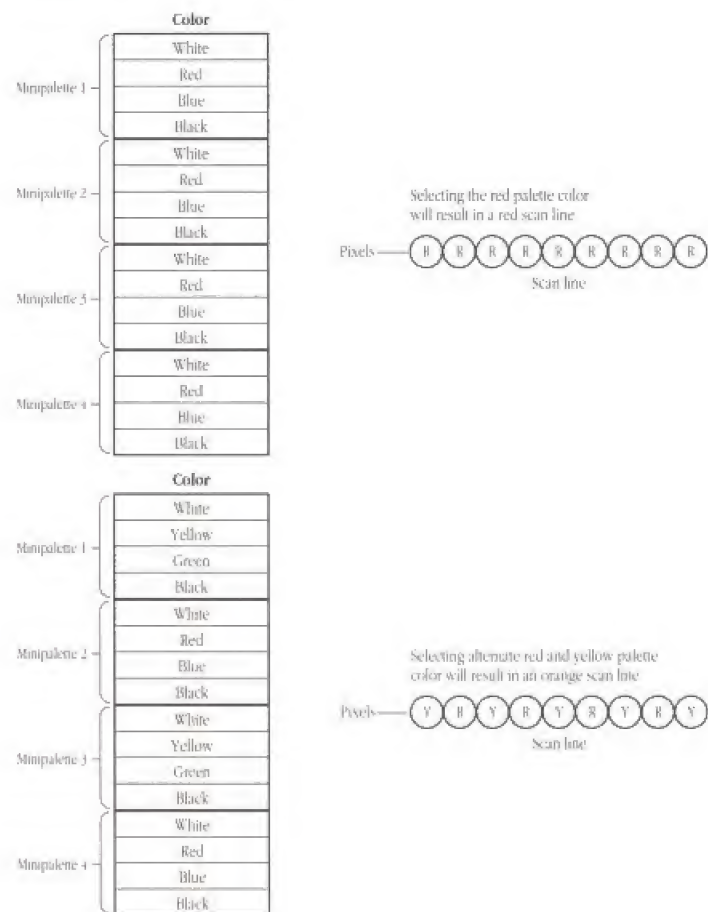 Color
White
Minipalette 1
Red
Blue
Black
White
Minipalette 2
Red
Blue
Black
White
Minipalette 3
Red
Blue
Black
White
Minipalette 4
Red
Blue
Black
Selecting the red palette color
will result in a red scan line
Pixels
R R R R R R R R R
Scan line
Color
White
Minipalette 1
Yellow
Green
Black
White
Minipalette 2
Red
Blue
Black
White
Minipalette 3
Yellow
Green
Black
White
Minipalette 4
Red
Blue
Black
Selecting alternate red and yellow palette
color will result in an orange scan line
Pixels
Y R Y R Y R Y R Y
Scan line